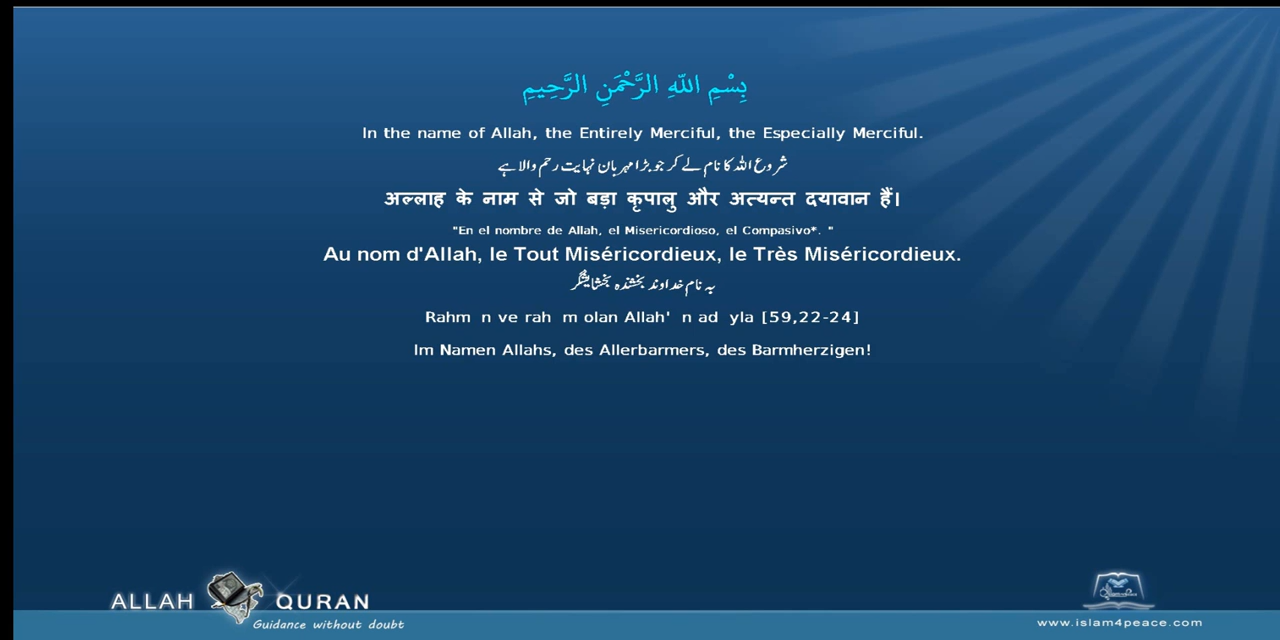 بِسْمِ اللّهِ الرَّحْمَنِ الرَّحِيمِ
In the name of Allah, the Entirely Merciful, the Especially Merciful.
شروع الله کا نام لے کر جو بڑا مہربان نہایت رحم والا ہے
अल्लाह के नाम से जो बड़ा कृपालु और अत्यन्त दयावान हैं।
"En el nombre de Allah, el Misericordioso, el Compasivo*. "
Au nom d'Allah, le Tout Miséricordieux, le Très Miséricordieux.
به نام خداوند بخشنده بخشایشگر
Rahm n ve rah m olan Allah' n ad yla [59,22-24]
Im Namen Allahs, des Allerbarmers, des Barmherzigen!
ALLAH QURAN
Guidance without doubt
www.islam4peace.com